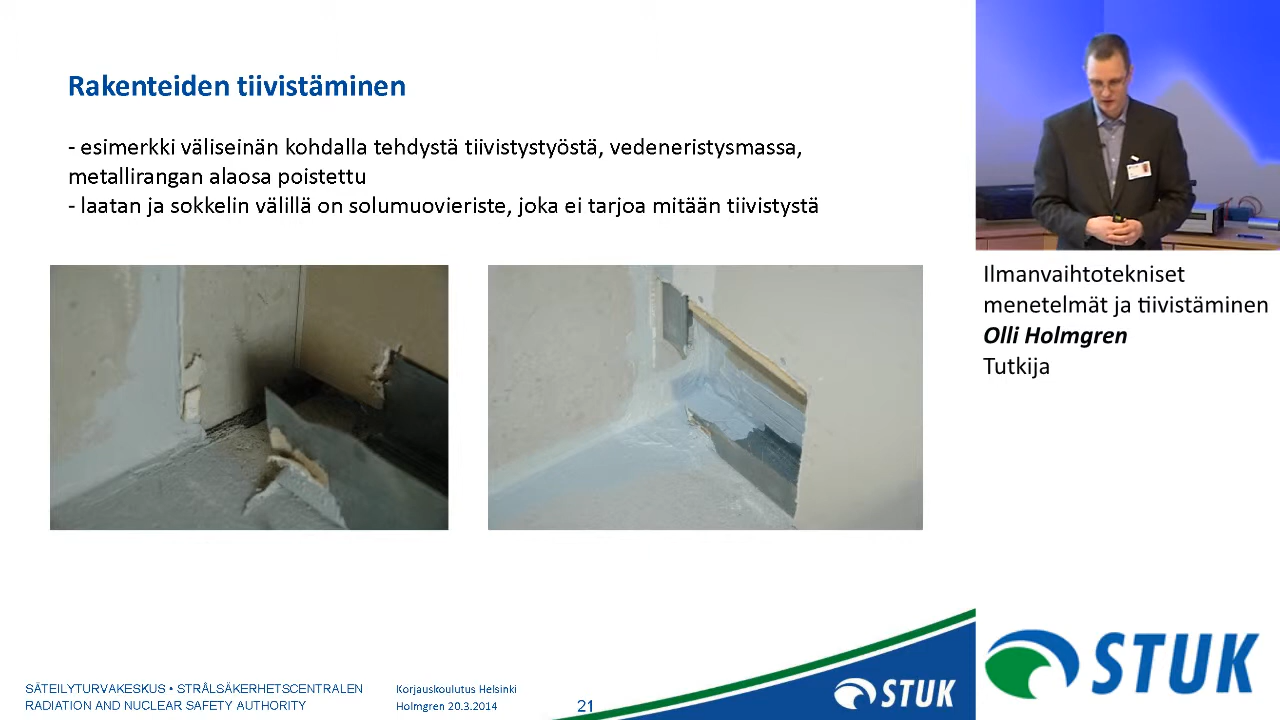 Rakenteiden tiivistäminen
- esimerkki väliseinän kohdalla tehdystä tiivistystyöstä, vedeneristysmassa,
metallirangan alaosa poistettu
- laatan ja sokkelin välillä on solumuovieriste, joka ei tarjoa mitään tiivistystä
Ilmanvaihtotekniset
menetelmät ja tiivistäminen
Olli Holmgren
Tutkija
SÄTEILYTURVAKESKUS • STRÅLSÄKERHETSCENTRALEN
RADIATION AND NUCLEAR SAFETY AUTHORITY
Korjauskoulutus Helsinki
Holmgren 20.3.2014
21
STUK
STUK